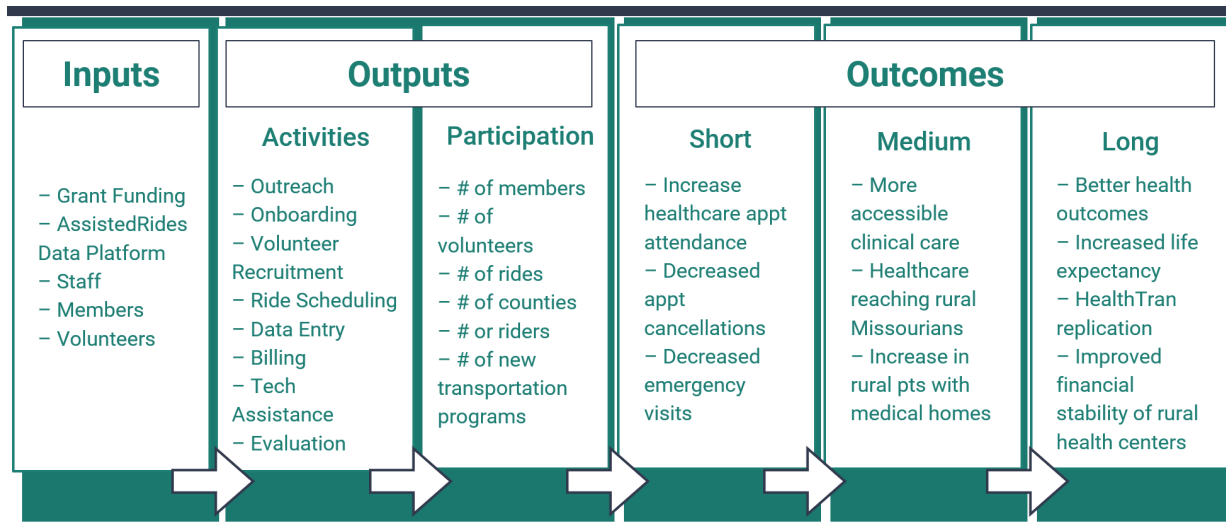 Inputs
Outputs
Outcomes
Activities
Participation
Short
Medium
Long
– Grant Funding
– AssistedRides
Data Platform
– Staff
– Members
– Volunteers
– Outreach
– Onboarding
– Volunteer
Recruitment
– Ride Scheduling
– Data Entry
– Billing
– Tech
Assistance
– Evaluation
– # of members
– # of
volunteers
– # of rides
– # of counties
– # or riders
– # of new
transportation
programs
– Increase
healthcare appt
attendance
– Decreased
appt
cancellations
– Decreased
emergency
visits
– More
accessible
clinical care
– Healthcare
reaching rural
Missourians
– Increase in
rural pts with
medical homes
– Better health
outcomes
– Increased life
expectancy
– HealthTran
replication
– Improved
financial
stability of rural
health centers